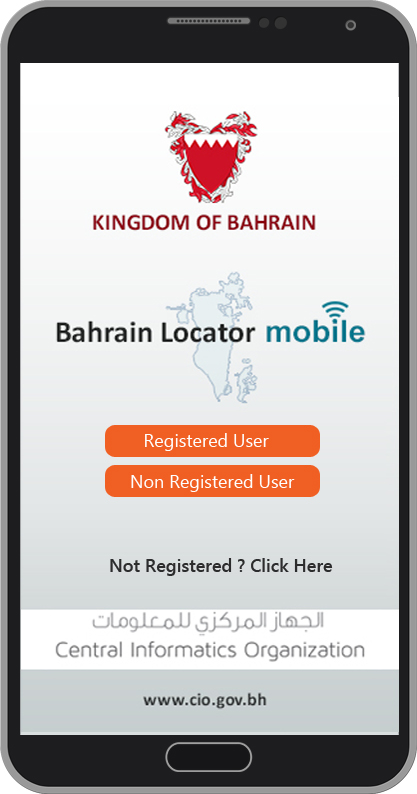 KINGDOM OF BAHRAIN
Bahrain Locator mobile
Registered User
Non Registered User
Not Registered ? Click Here
الجهاز المركزي للمعلومات
Central Informatics Organization
www.cio.gov.bh